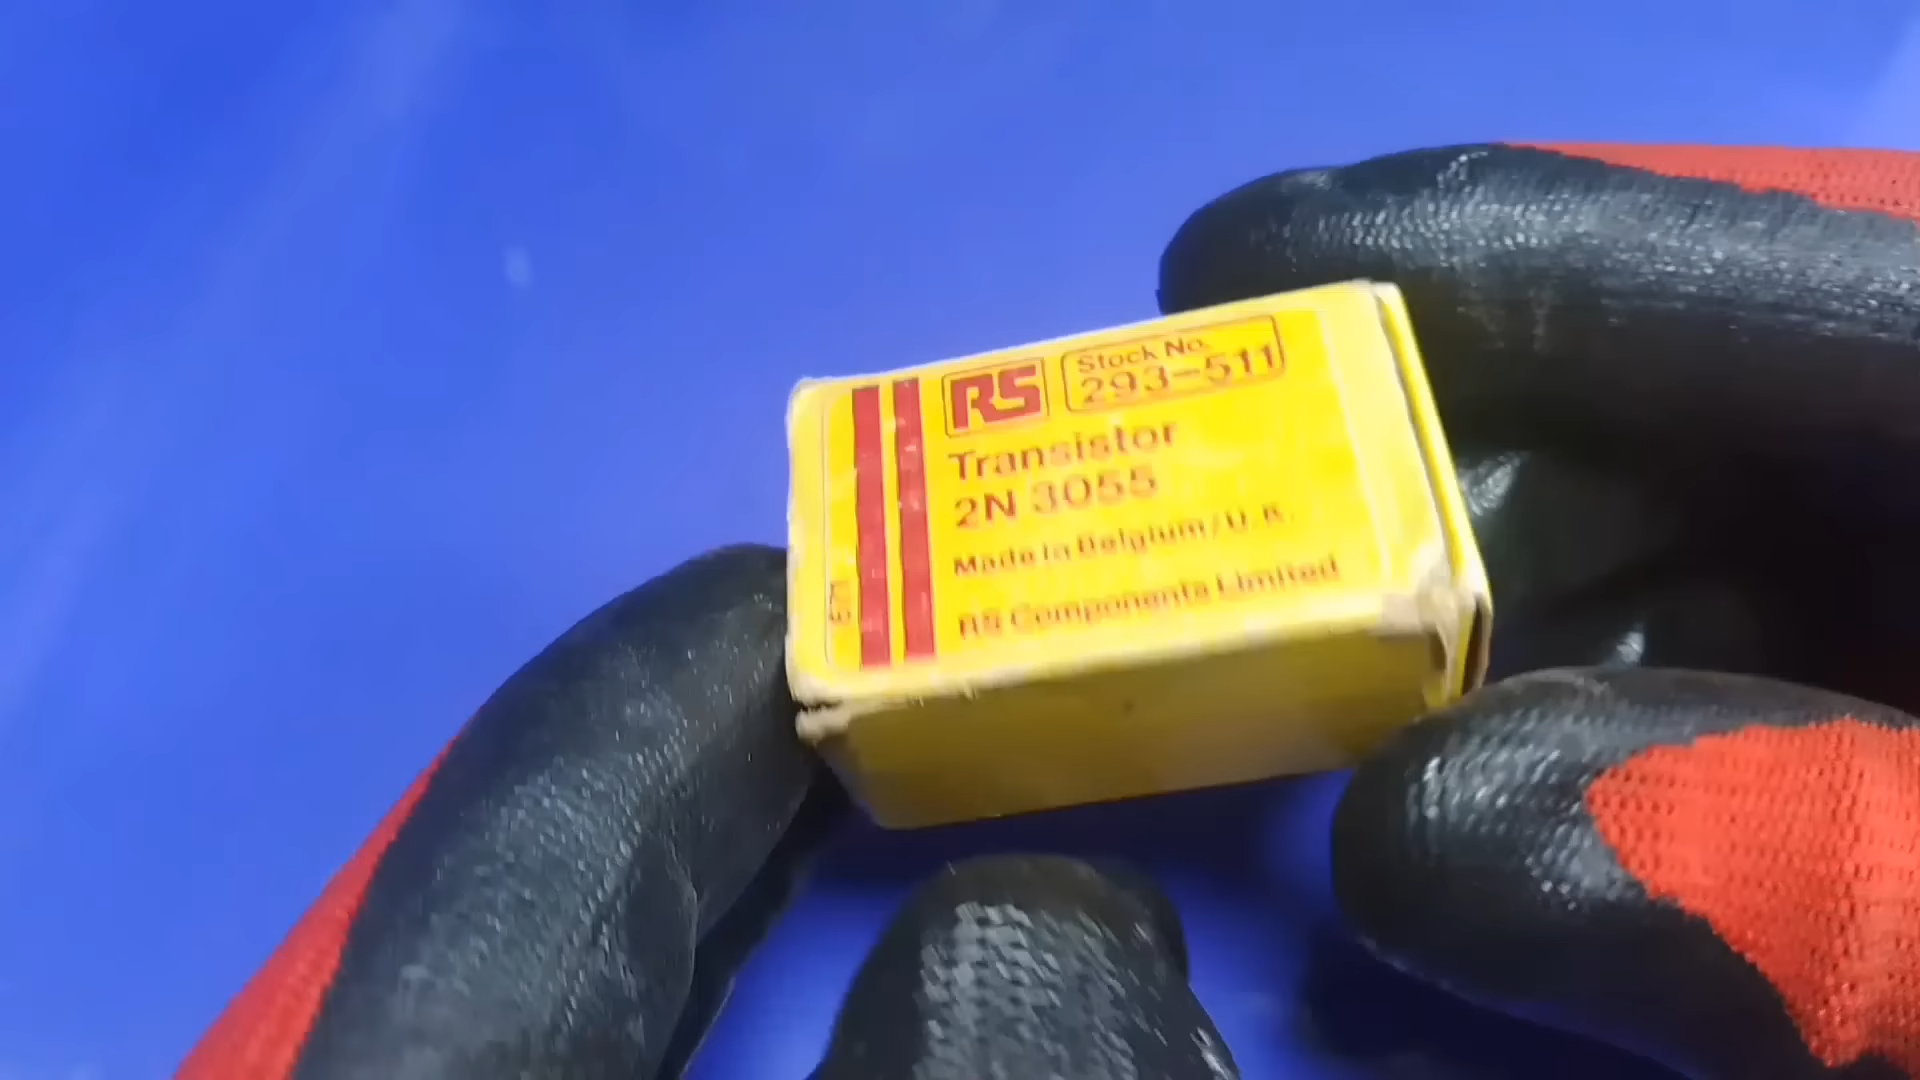 RS
Stock No.
293-511
Transistor
2N 3055
Made in Belgium/U.K.
RS Components Limited